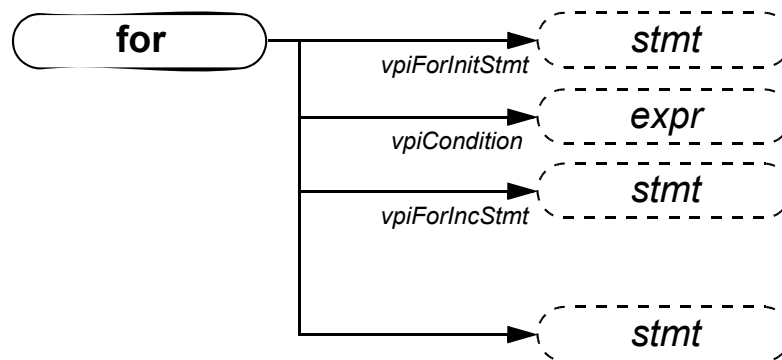 for
stmt
vpiForInitStmt
expr
vpiCondition
stmt
vpiForIncStmt
stmt